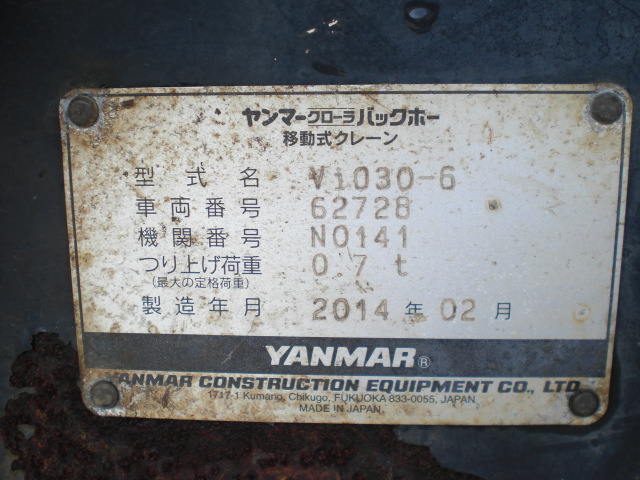 ヤンマークローラバックホー
移動式クレーン
型式名 ViO30-6
車両番号 62728
機関番号 N0141
つり上げ荷重 0.7 t
(最大の定格荷重)
製造年月 2014 年 02 月
YANMAR®
YANMAR CONSTRUCTION EQUIPMENT CO., LTD.
1717-1 Kumano, Chikugo, FUKUOKA 833-0055, JAPAN
MADE IN JAPAN